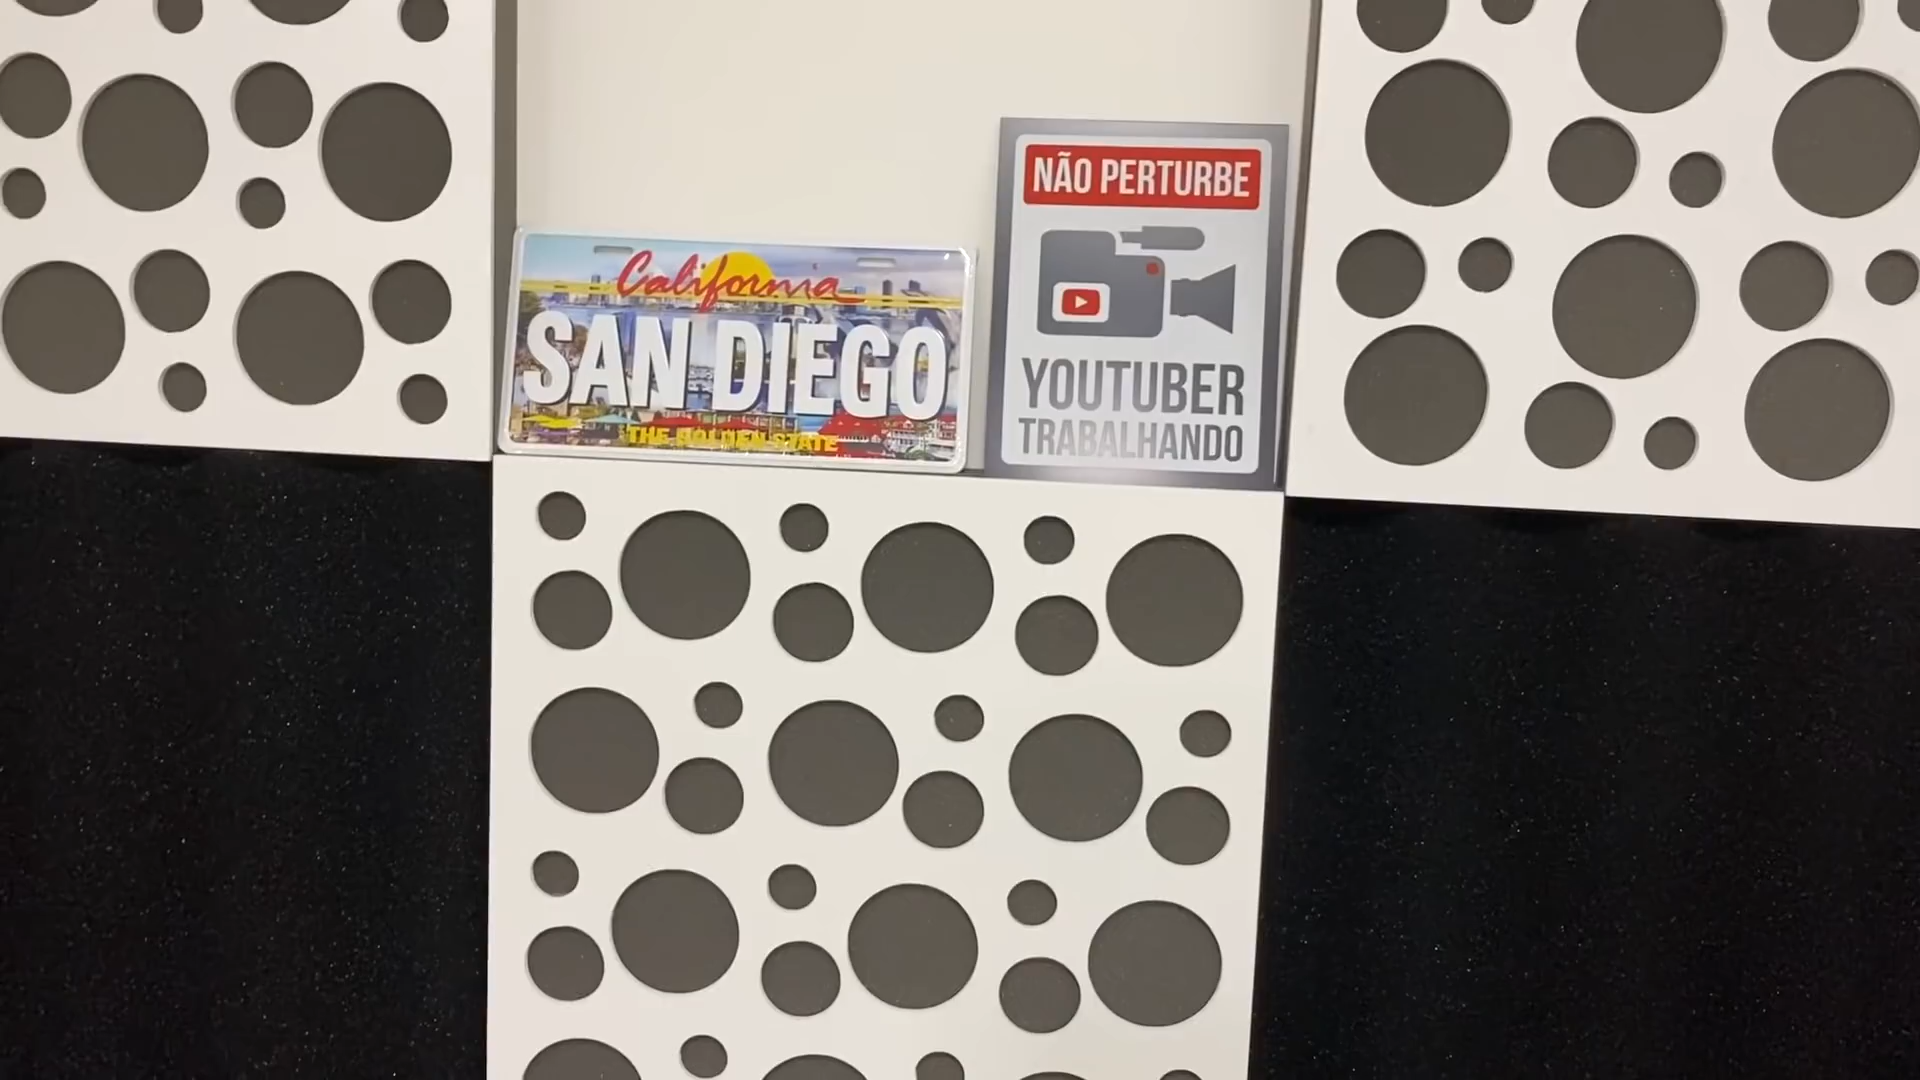 California
SAN DIEGO
THE GOLDEN STATE
NÃO PERTURBE
YOUTUBER
TRABALHANDO